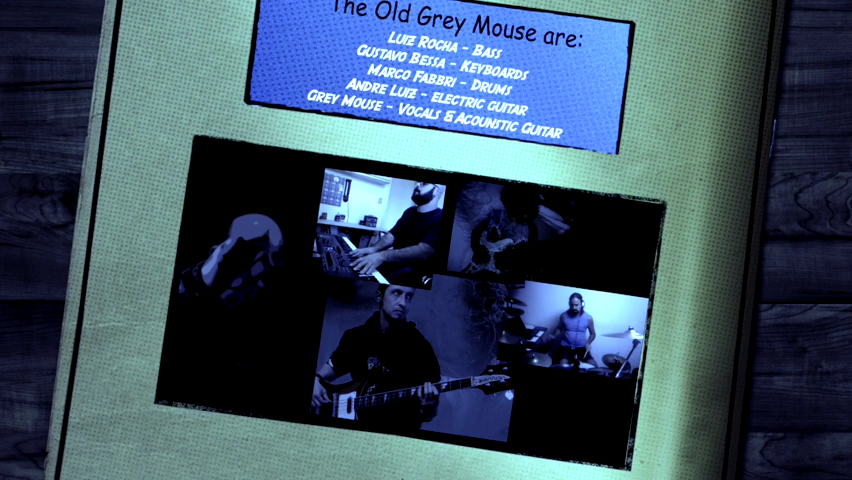 The Old Grey Mouse are:
Luiz Rocha - Bass
Gustavo Bessa - Keyboards
Marco Fabbri - Drums
Andre Luiz - electric guitar
Grey Mouse - Vocals & Acounstic Guitar